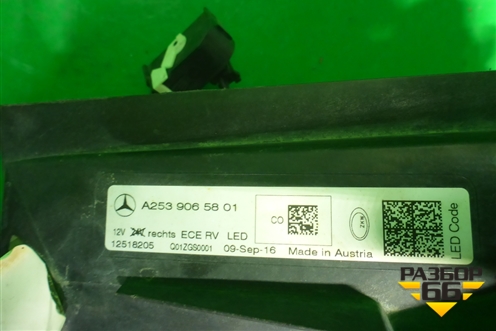 A253 906 58 01
12V 24V rechts ECE RV LED
12518205 Q01ZGS0001 09-Sep-16 Made in Austria
CO
ZKW
LED Code
РАЗБОР
66